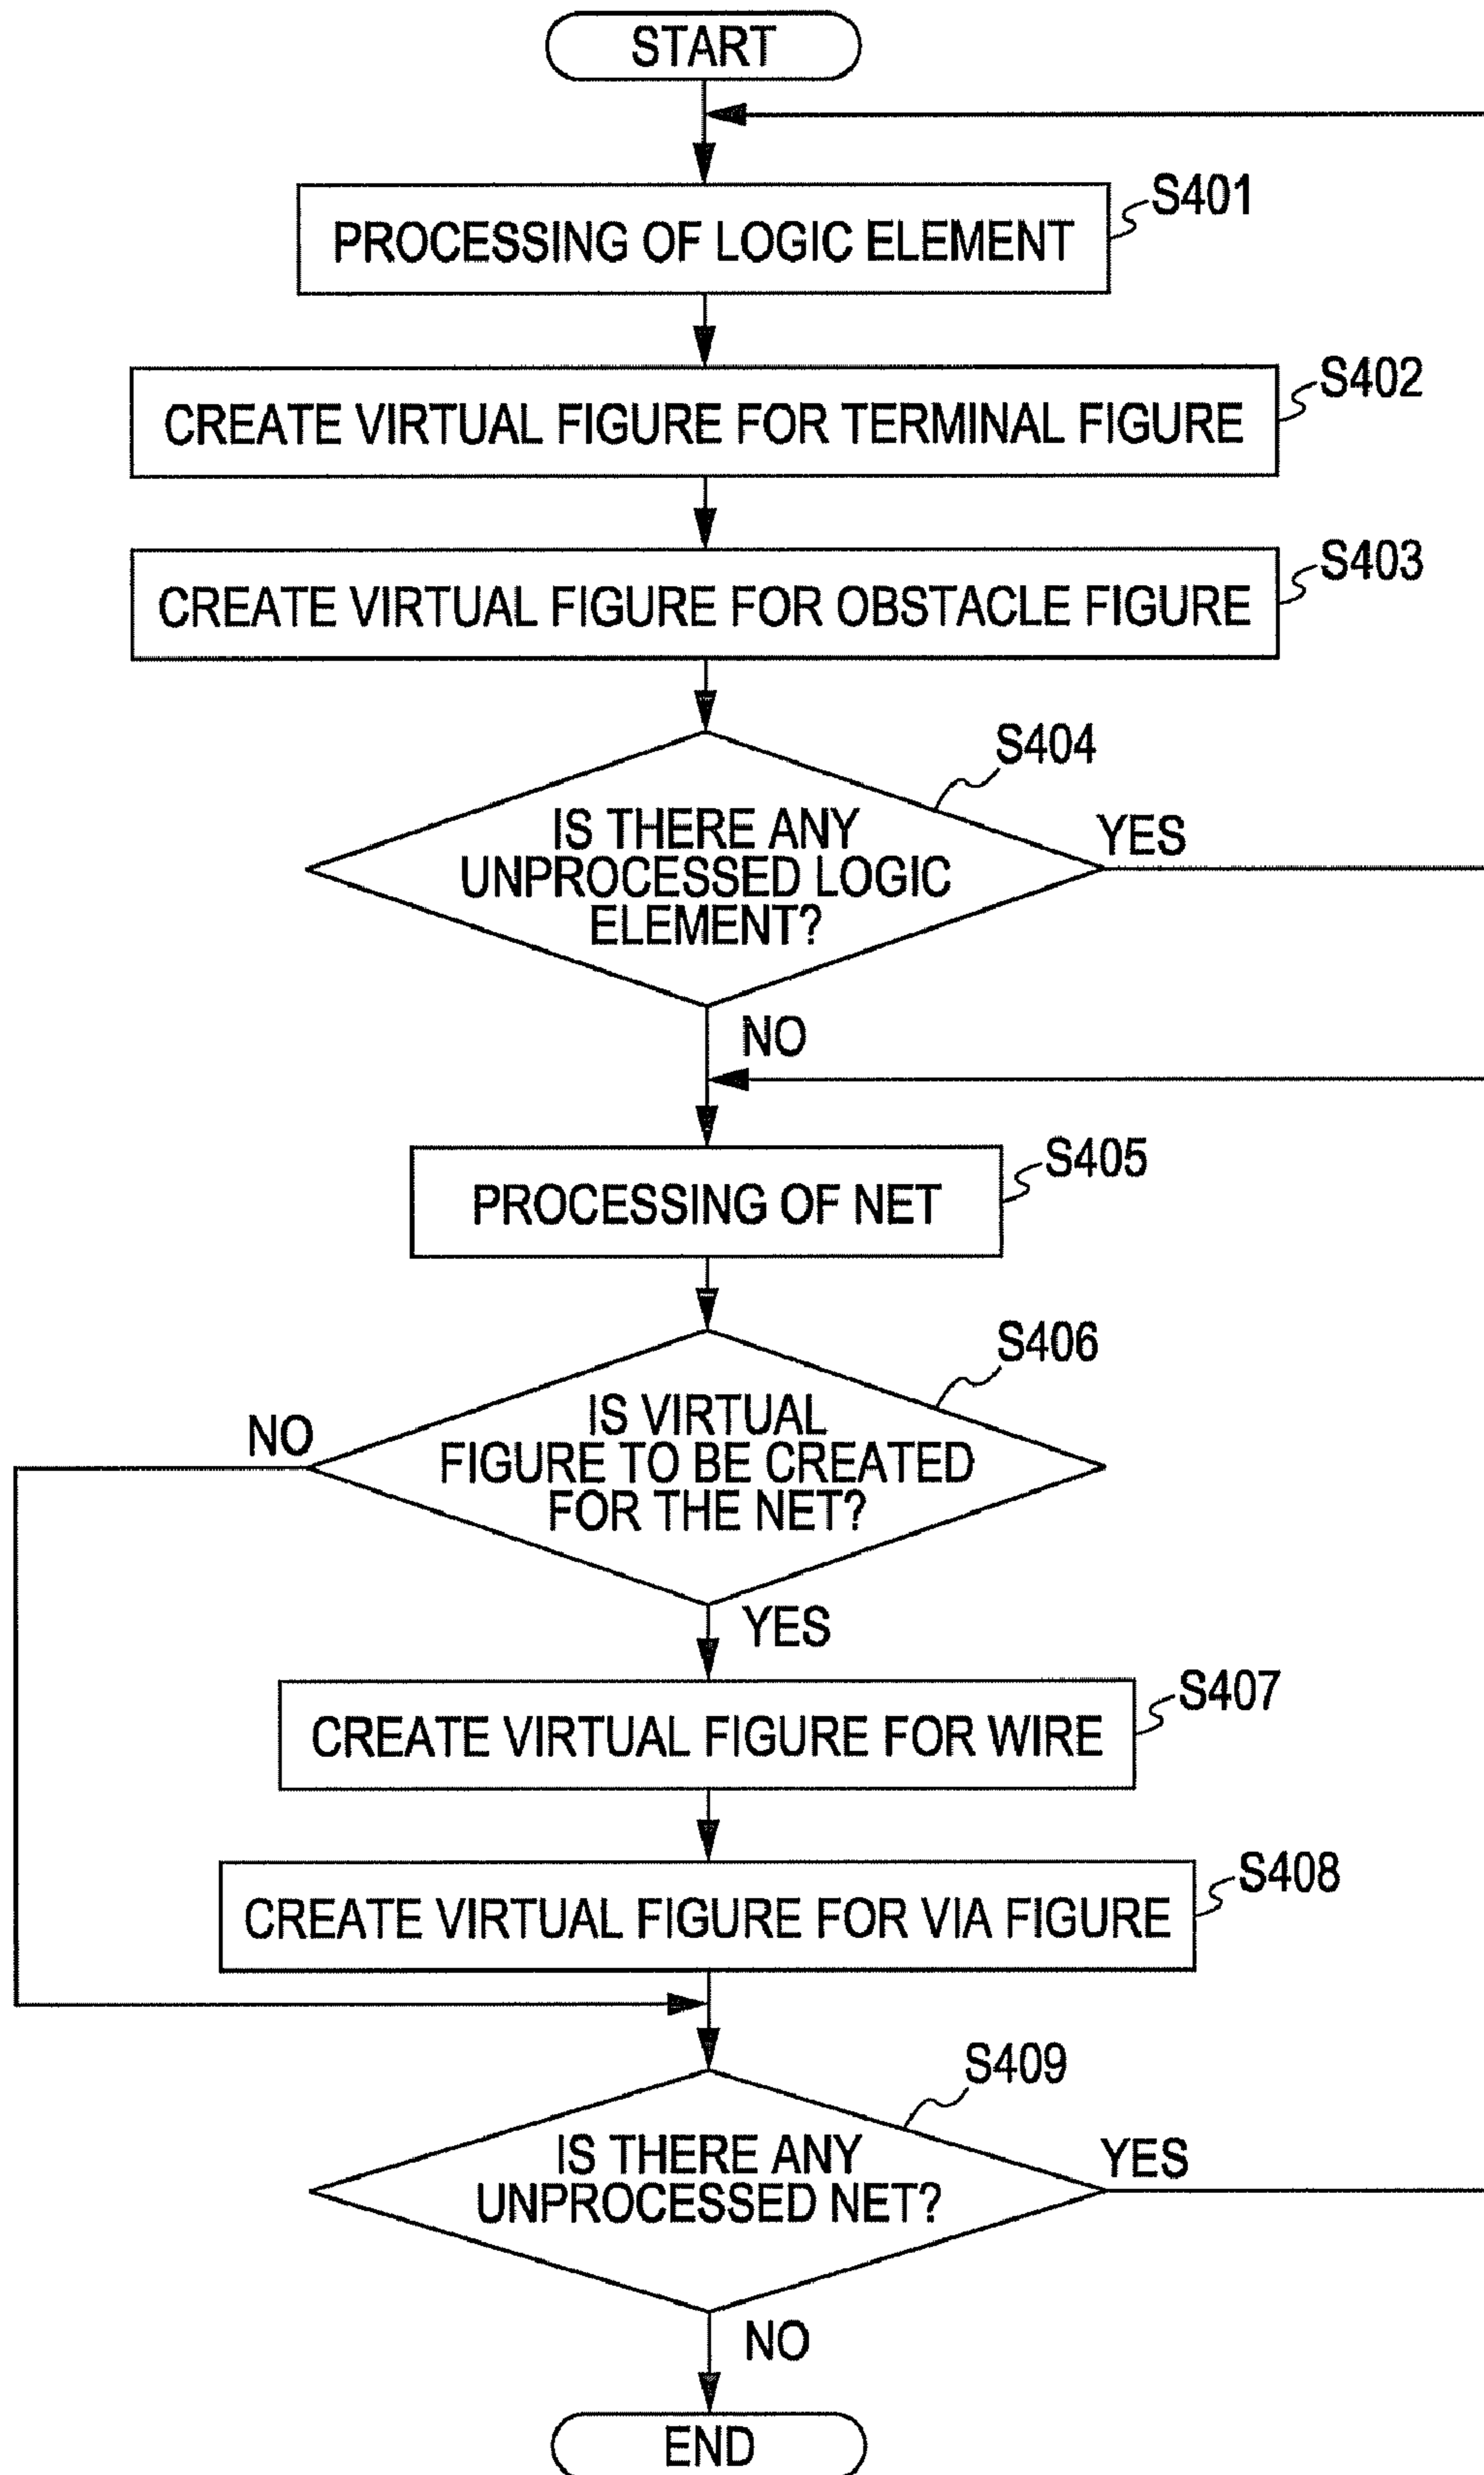 START
S401
PROCESSING OF LOGIC ELEMENT
S402
CREATE VIRTUAL FIGURE FOR TERMINAL FIGURE
S403
CREATE VIRTUAL FIGURE FOR OBSTACLE FIGURE
S404
IS THERE ANY
UNPROCESSED LOGIC
ELEMENT?
YES
NO
S405
PROCESSING OF NET
S406
IS VIRTUAL
FIGURE TO BE CREATED
FOR THE NET?
NO
YES
S407
CREATE VIRTUAL FIGURE FOR WIRE
S408
CREATE VIRTUAL FIGURE FOR VIA FIGURE
S409
IS THERE ANY
UNPROCESSED NET?
YES
NO
END